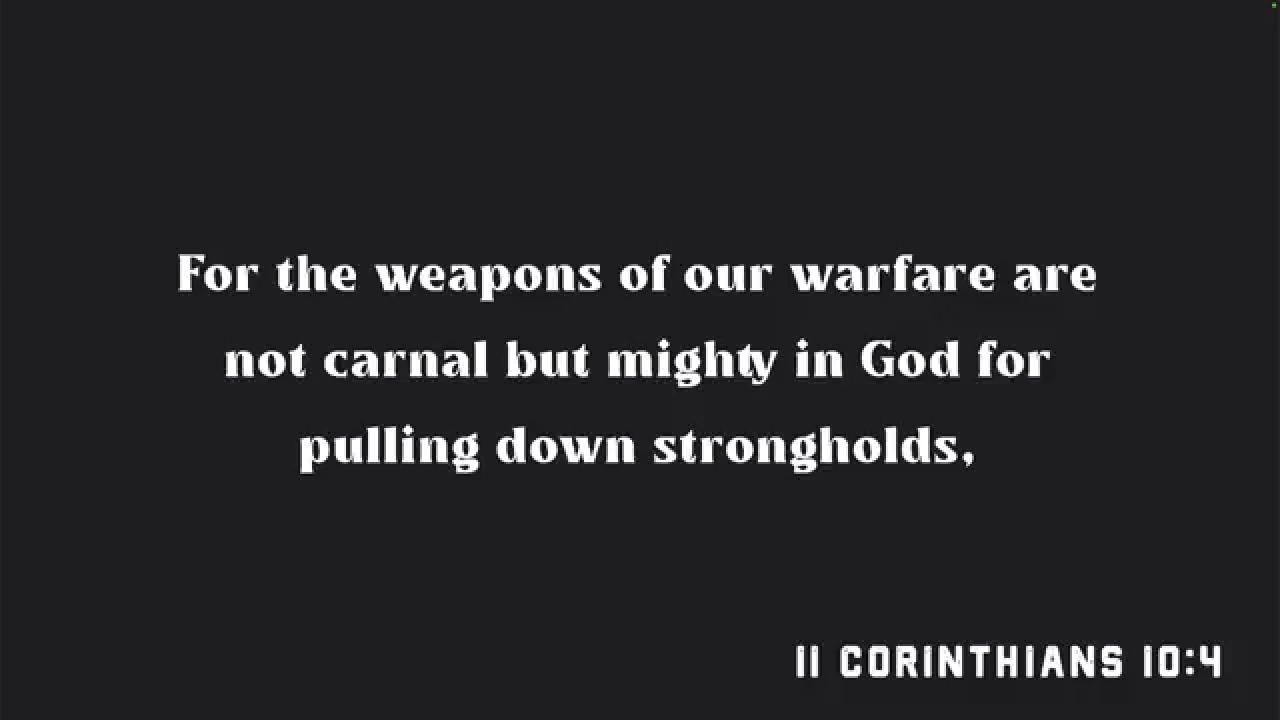 For the weapons of our warfare are
not carnal but mighty in God for
pulling down strongholds,
II CORINTHIANS 10:4